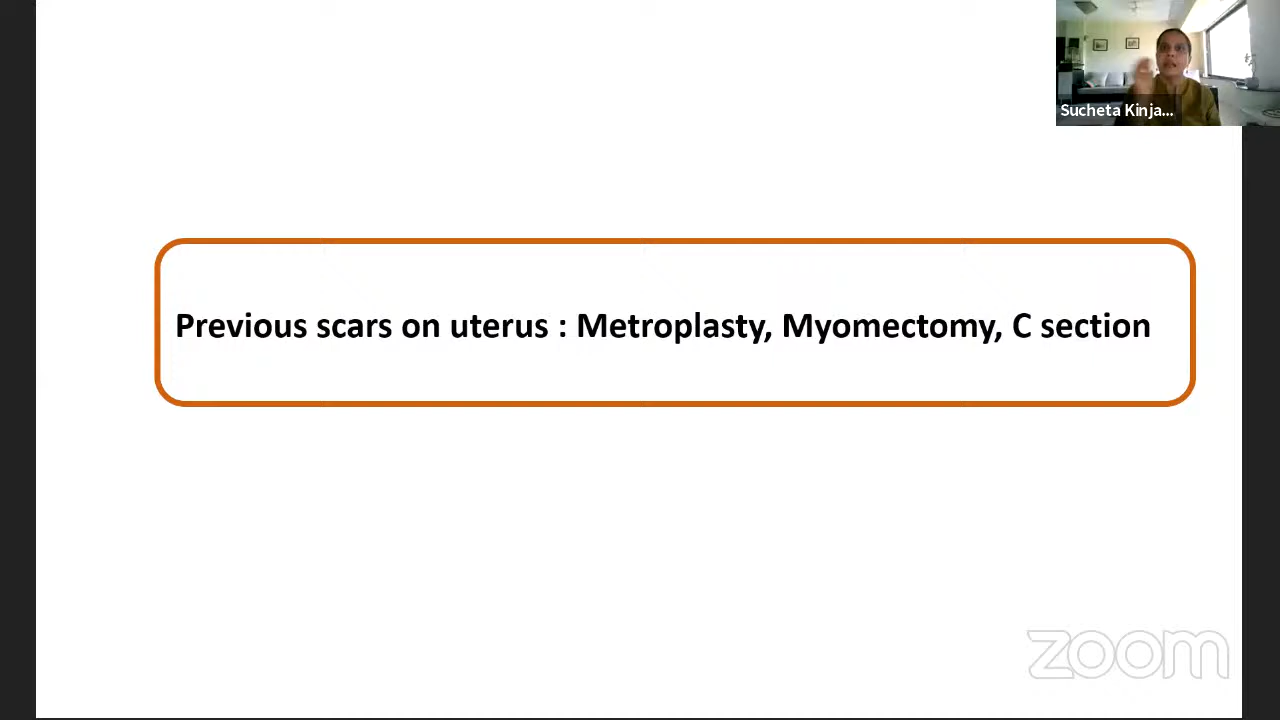 Sucheta Kinja...
Previous scars on uterus : Metroplasty, Myomectomy, C section
zoom